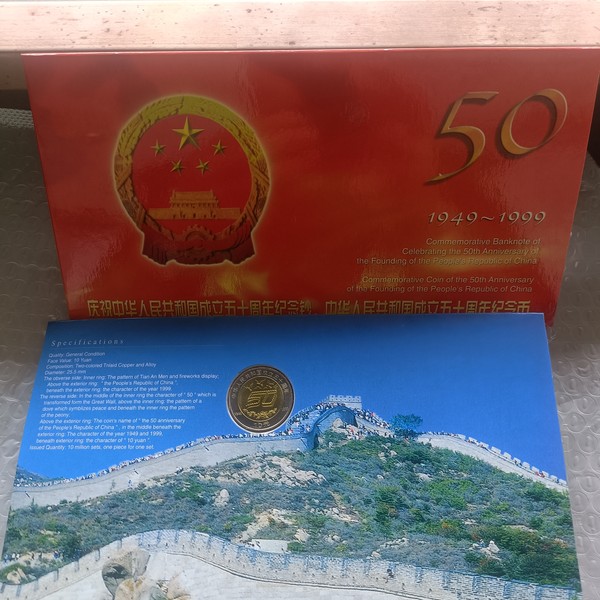 50
1949~1999
Commemorative Banknote of
Celebrating the 50th Anniversary of
the Founding of the People's Republic of China
Commemorative Coin of the 50th Anniversary
of the Founding of the People's Republic of China
庆祝中华人民共和国成立五十周年纪念钞 中华人民共和国成立五十周年纪念币
Specifications
Quality: General Condition
Face Value: 10 Yuan
Composition: Two-colored Trilaid Copper and Alloy
Diameter: 25.5 mm
The obverse side: Inner ring: The pattern of Tian An Men and fireworks display;
Above the exterior ring: " the People's Republic of China ",
beneath the exterior ring: the character of year 1999.
The reverse side: In the middle of the inner ring the character of " 50 " which is
transformed form the Great Wall, above the inner ring: the pattern of a
dove which symbolizes peace and beneath the inner ring the pattern
of the peony;
Above the exterior ring: The coin's name of " the 50 anniversary
of the People's Republic of China ", in the middle beneath the
exterior ring: The character of the year 1949 and 1999,
beneath exterior ring: the character of " 10 yuan ".
Issued Quantity: 10 million sets, one piece for one set.
50